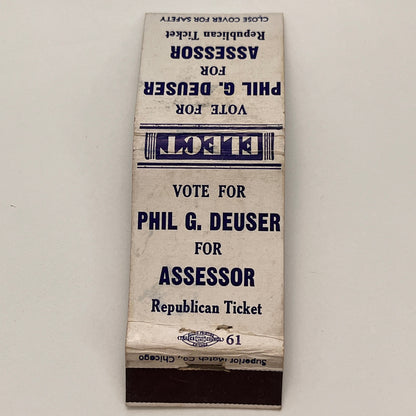 CLOSE COVER FOR SAFETY
Republican Ticket
ASSESSOR
FOR
PHIL G. DEUSER
VOTE FOR
ELECT
VOTE FOR
PHIL G. DEUSER
FOR
ASSESSOR
Republican Ticket
61
Superior Match Co., Chicago